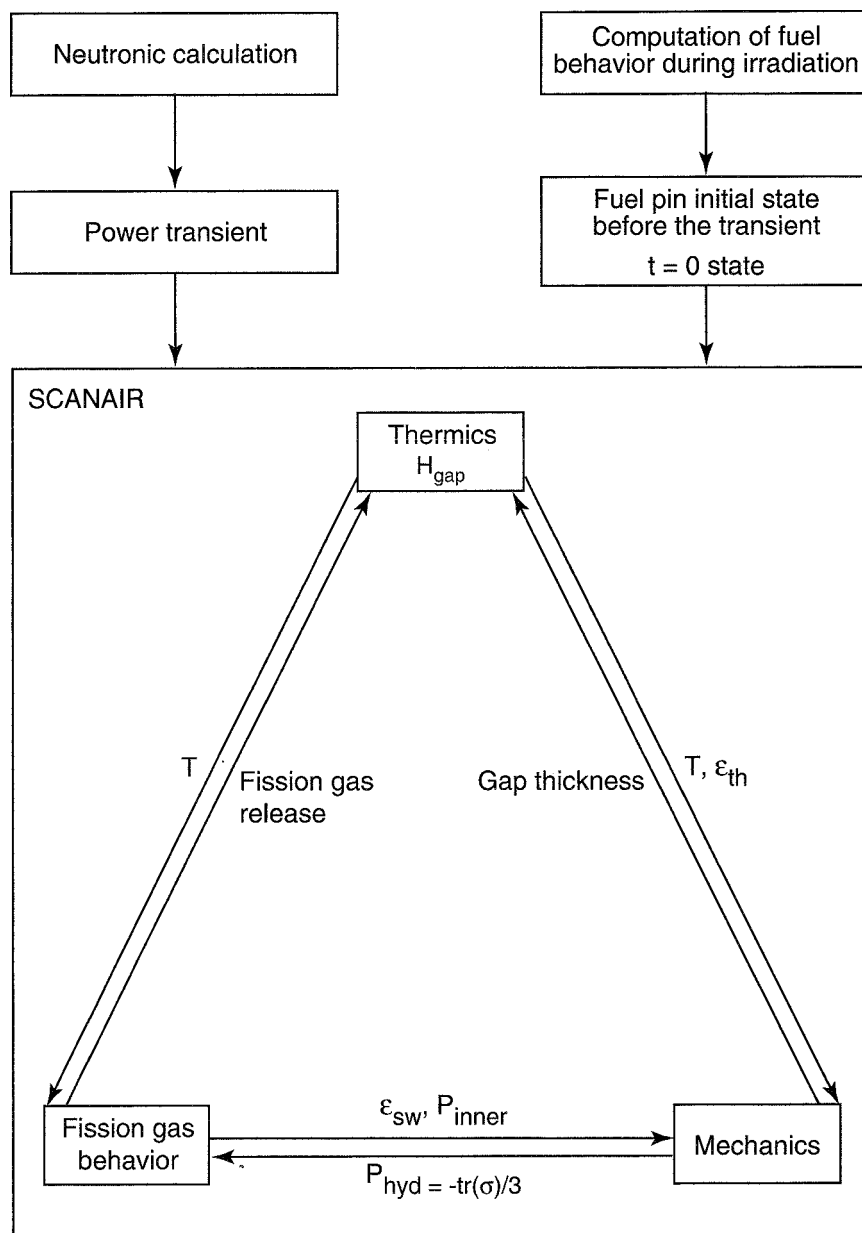 Neutronic calculation
Computation of fuel
behavior during irradiation
Power transient
Fuel pin initial state
before the transient
t = 0 state
SCANAIR
Thermics
H_gap
T
Fission gas
release
Gap thickness
T, ε_th
Fission gas
behavior
ε_sw, P_inner
P_hyd = -tr(σ)/3
Mechanics